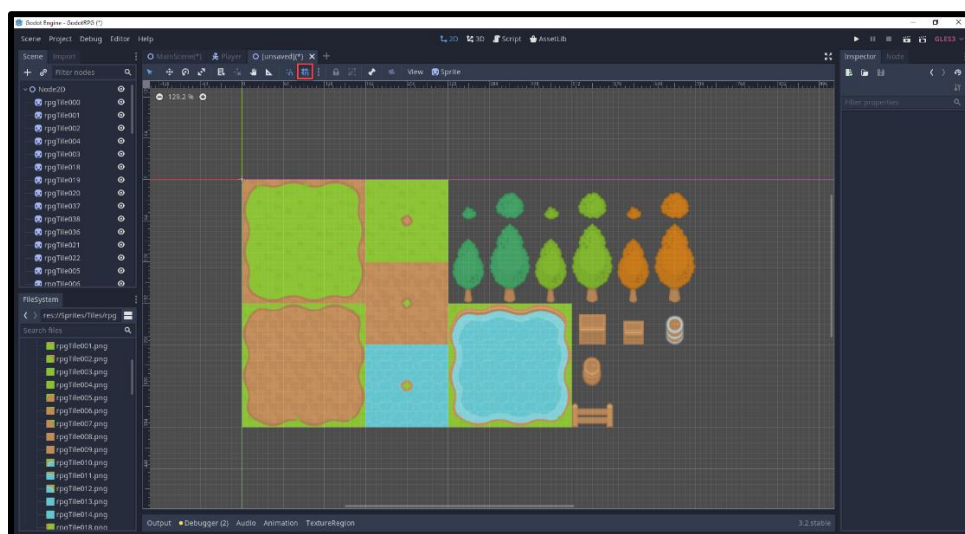 Godot Engine - GodotRPG (*)
Scene Project Debug Editor Help
2D 3D Script AssetLib
GLES3
Scene Import
MainScene(*) Player [unsaved](*) X +
Inspector Node
Filter nodes
View Sprite
129.2 %
Filter properties
Node2D
rpgTile000
rpgTile001
rpgTile002
rpgTile004
rpgTile003
rpgTile018
rpgTile019
rpgTile020
rpgTile037
rpgTile038
rpgTile036
rpgTile021
rpgTile022
rpgTile005
rpgTile006
FileSystem
res://Sprites/Tiles/rpg
Search files
rpgTile001.png
rpgTile002.png
rpgTile003.png
rpgTile004.png
rpgTile005.png
rpgTile006.png
rpgTile007.png
rpgTile008.png
rpgTile009.png
rpgTile010.png
rpgTile011.png
rpgTile012.png
rpgTile013.png
rpgTile014.png
rpgTile018.png
Output Debugger (2) Audio Animation TextureRegion
3.2.stable